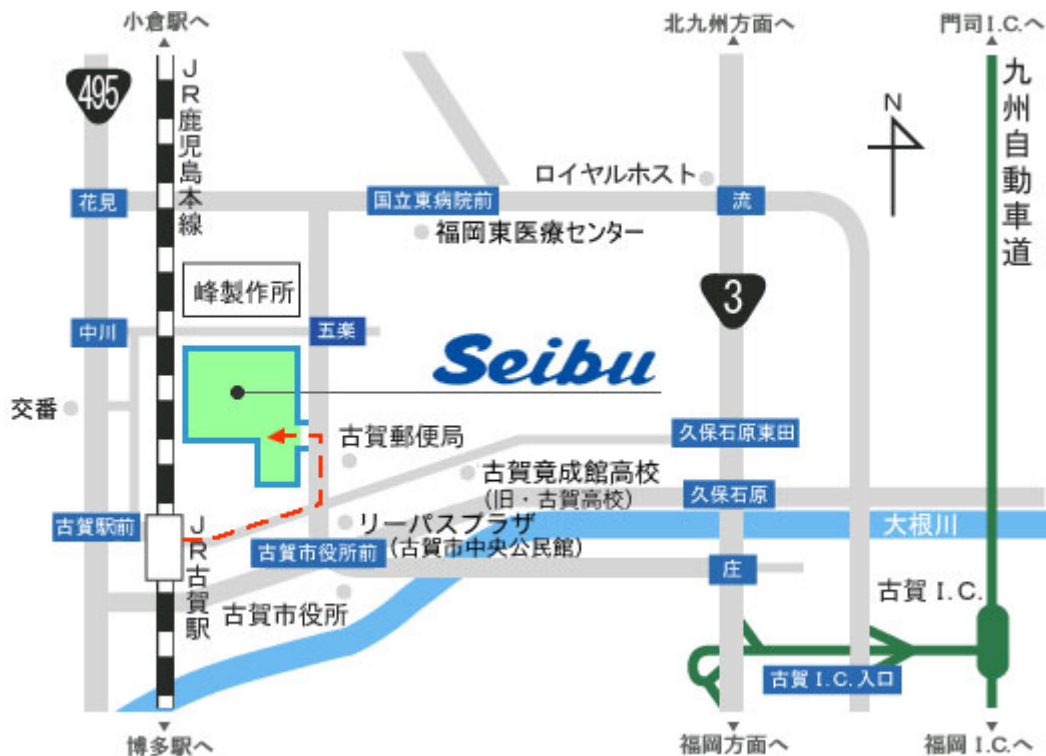 小倉駅へ
北九州方面へ
門司I.C.へ
495
JR鹿児島本線
九州自動車道
N
ロイヤルホスト
花見
国立東病院前
流
福岡東医療センター
峰製作所
3
中川
五楽
Seibu
交番
古賀郵便局
久保石原東田
古賀竟成館高校
(旧・古賀高校)
久保石原
古賀駅前
リーパスプラザ
(古賀市中央公民館)
大根川
JR古賀駅
古賀市役所前
庄
古賀市役所
古賀 I.C.
古賀 I.C.入口
博多駅へ
福岡方面へ
福岡 I.C.へ